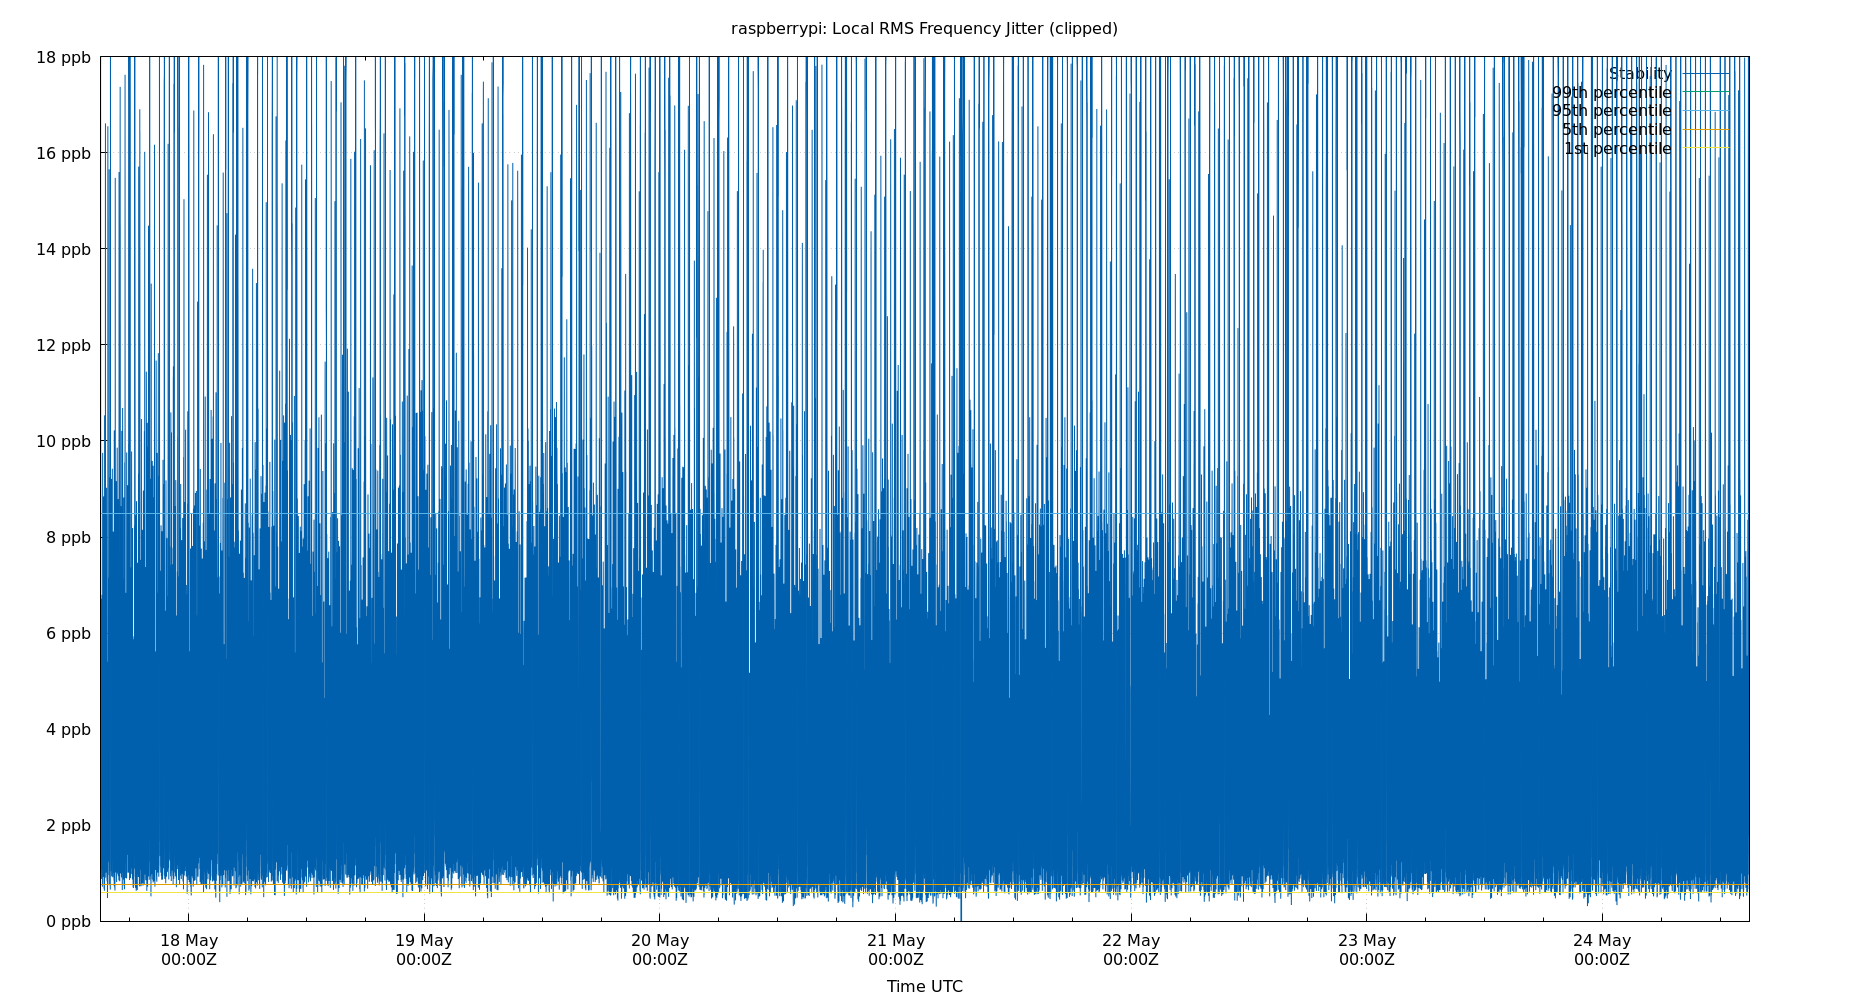 raspberrypi: Local RMS Frequency Jitter (clipped)
18 ppb
16 ppb
14 ppb
12 ppb
10 ppb
8 ppb
6 ppb
4 ppb
2 ppb
0 ppb
Stability
99th percentile
95th percentile
5th percentile
1st percentile
18 May 19 May 20 May 21 May 22 May 23 May 24 May
00:00Z 00:00Z 00:00Z 00:00Z 00:00Z 00:00Z 00:00Z
Time UTC